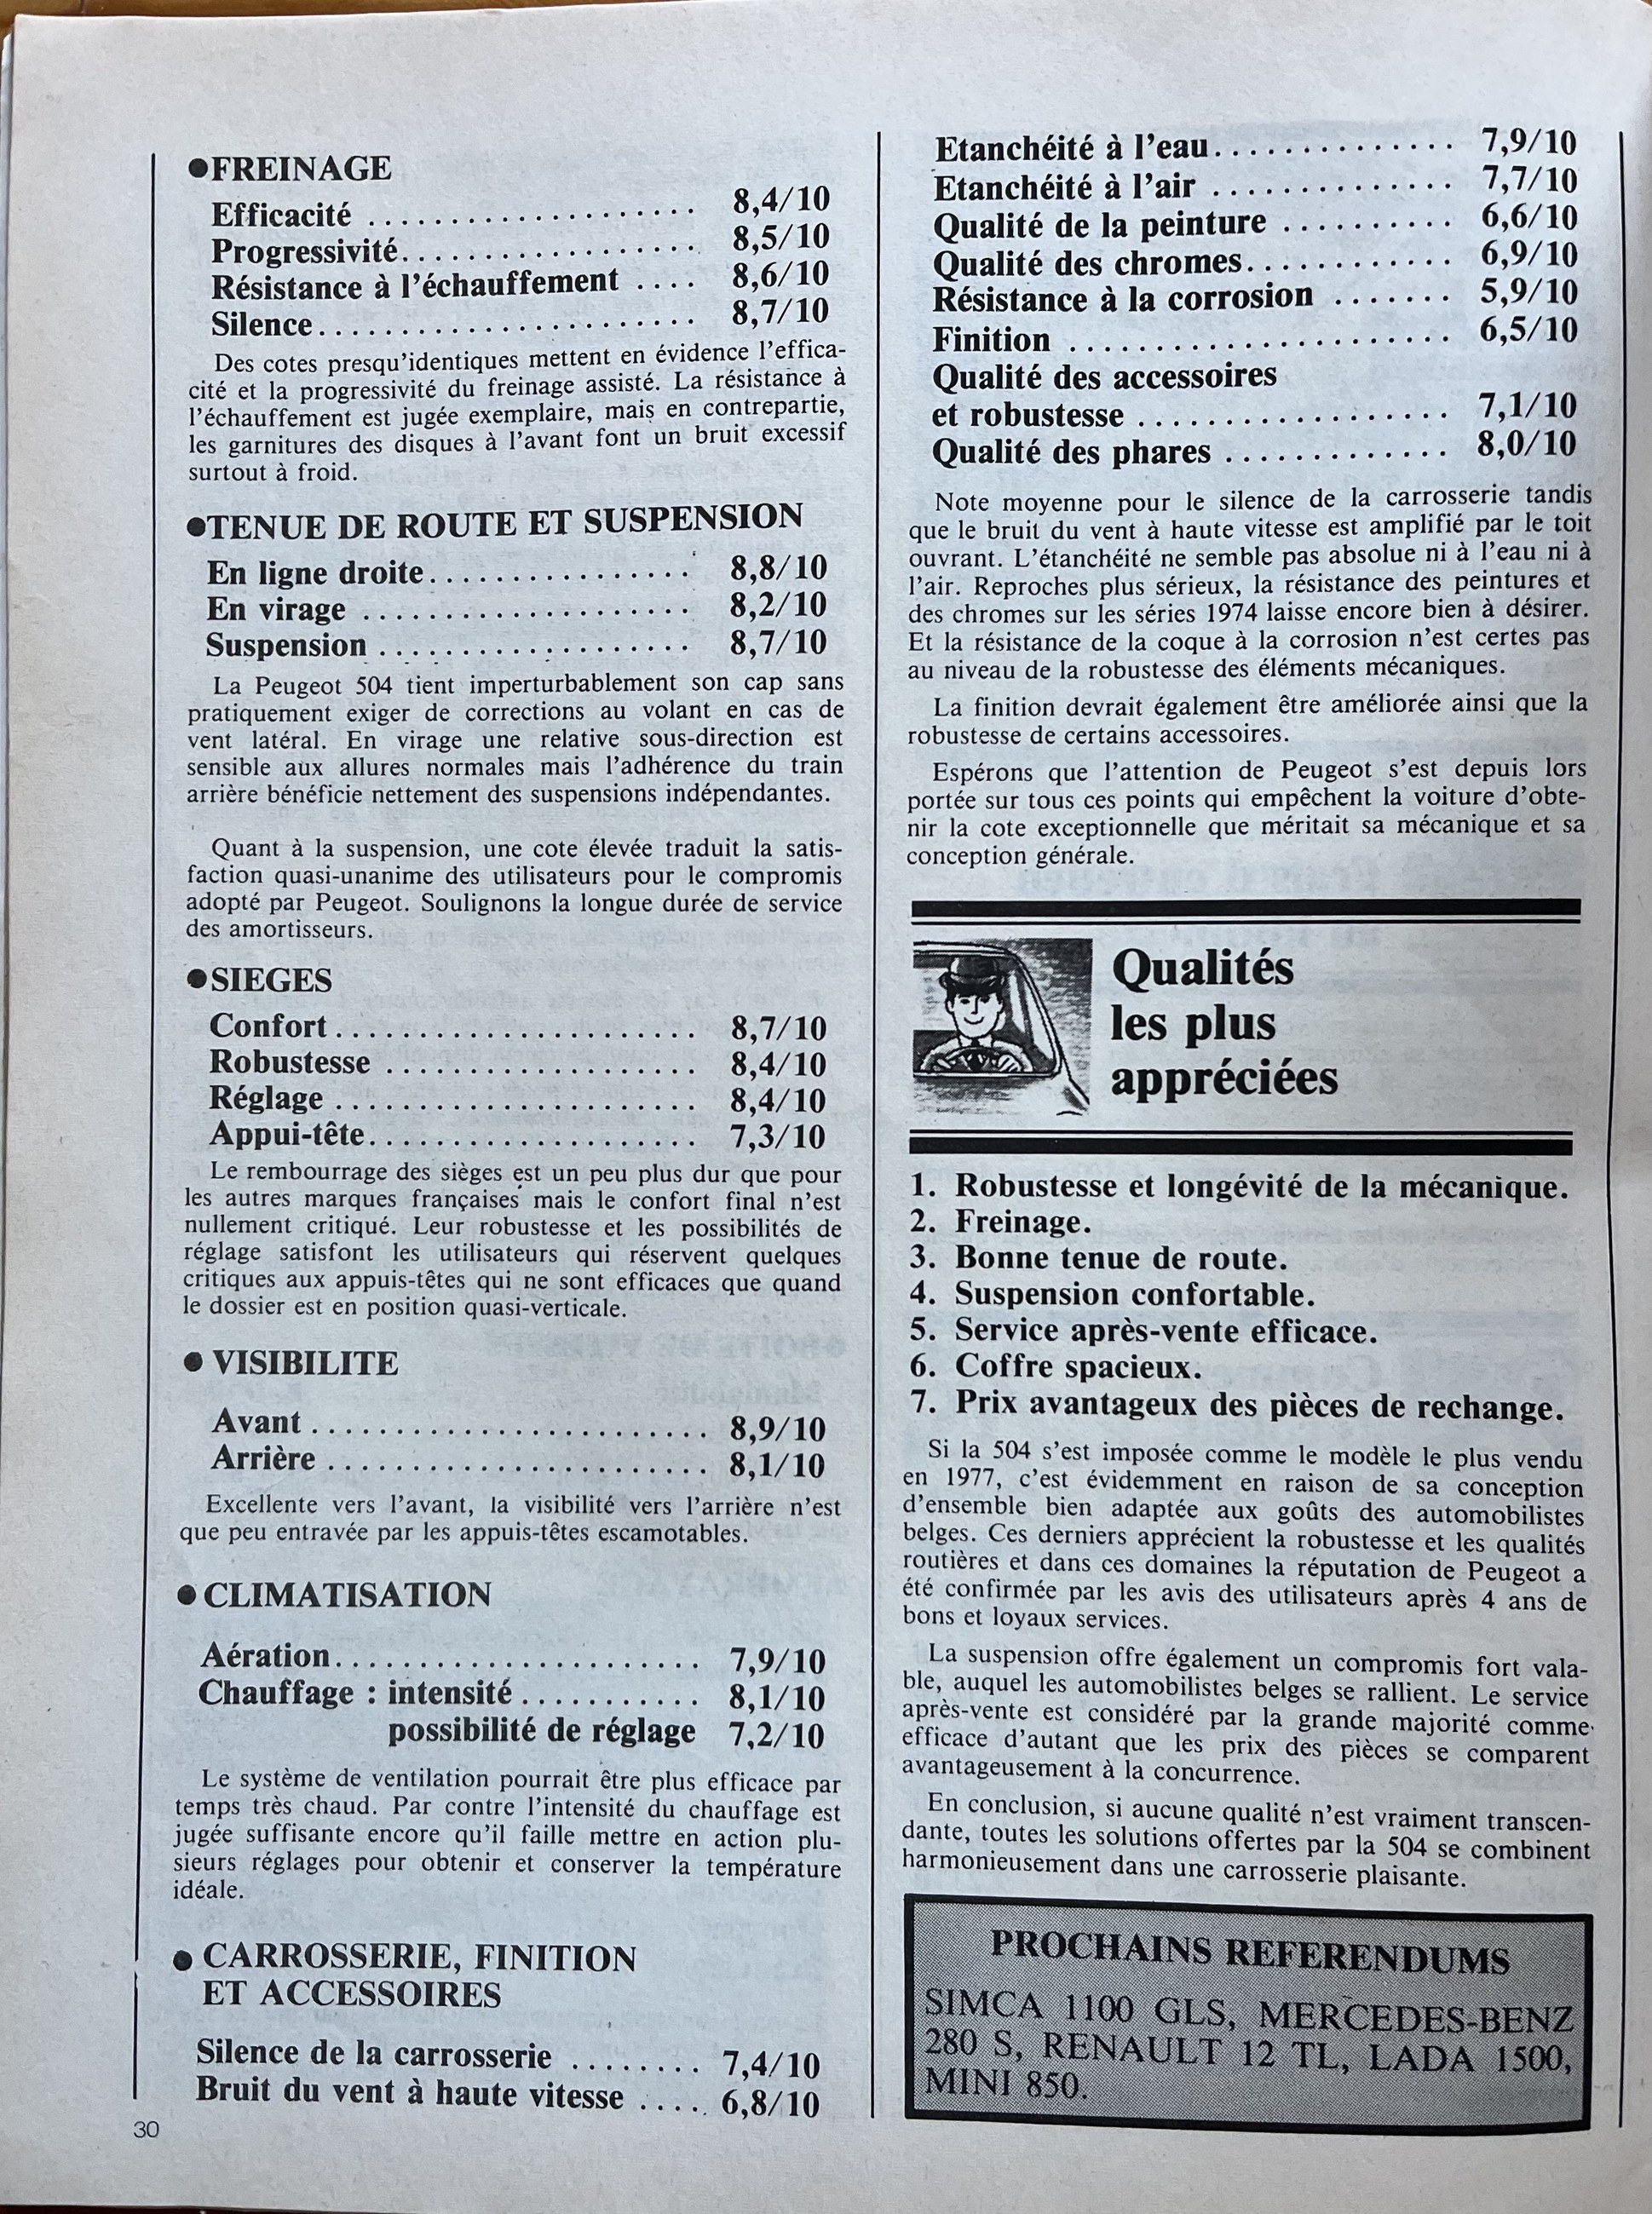 ●FREINAGE
Efficacité .................... 8,4/10
Progressivité.................. 8,5/10
Résistance à l'échauffement .... 8,6/10
Silence....................... 8,7/10
Des cotes presqu'identiques mettent en évidence l'effica-
cité et la progressivité du freinage assisté. La résistance à
l'échauffement est jugée exemplaire, mais en contrepartie,
les garnitures des disques à l'avant font un bruit excessif
surtout à froid.
●TENUE DE ROUTE ET SUSPENSION
En ligne droite................ 8,8/10
En virage .................... 8,2/10
Suspension ................... 8,7/10
La Peugeot 504 tient imperturbablement son cap sans
pratiquement exiger de corrections au volant en cas de
vent latéral. En virage une relative sous-direction est
sensible aux allures normales mais l'adhérence du train
arrière bénéficie nettement des suspensions indépendantes.
Quant à la suspension, une cote élevée traduit la satis-
faction quasi-unanime des utilisateurs pour le compromis
adopté par Peugeot. Soulignons la longue durée de service
des amortisseurs.
●SIEGES
Confort...................... 8,7/10
Robustesse ................... 8,4/10
Réglage ...................... 8,4/10
Appui-tête.................... 7,3/10
Le rembourrage des sièges est un peu plus dur que pour
les autres marques françaises mais le confort final n'est
nullement critiqué. Leur robustesse et les possibilités de
réglage satisfont les utilisateurs qui réservent quelques
critiques aux appuis-têtes qui ne sont efficaces que quand
le dossier est en position quasi-verticale.
● VISIBILITE
Avant........................ 8,9/10
Arrière ....................... 8,1/10
Excellente vers l'avant, la visibilité vers l'arrière n'est
que peu entravée par les appuis-têtes escamotables.
● CLIMATISATION
Aération...................... 7,9/10
Chauffage : intensité........... 8,1/10
possibilité de réglage 7,2/10
Le système de ventilation pourrait être plus efficace par
temps très chaud. Par contre l'intensité du chauffage est
jugée suffisante encore qu'il faille mettre en action plu-
sieurs réglages pour obtenir et conserver la température
idéale.
● CARROSSERIE, FINITION
ET ACCESSOIRES
Silence de la carrosserie ........ 7,4/10
Bruit du vent à haute vitesse .... 6,8/10
30
Etanchéité à l'eau.............. 7,9/10
Etanchéité à l'air .............. 7,7/10
Qualité de la peinture .......... 6,6/10
Qualité des chromes............ 6,9/10
Résistance à la corrosion ....... 5,9/10
Finition ...................... 6,5/10
Qualité des accessoires
et robustesse ................. 7,1/10
Qualité des phares ............. 8,0/10
Note moyenne pour le silence de la carrosserie tandis
que le bruit du vent à haute vitesse est amplifié par le toit
ouvrant. L'étanchéité ne semble pas absolue ni à l'eau ni à
l'air. Reproches plus sérieux, la résistance des peintures et
des chromes sur les séries 1974 laisse encore bien à désirer.
Et la résistance de la coque à la corrosion n'est certes pas
au niveau de la robustesse des éléments mécaniques.
La finition devrait également être améliorée ainsi que la
robustesse de certains accessoires.
Espérons que l'attention de Peugeot s'est depuis lors
portée sur tous ces points qui empêchent la voiture d'obte-
nir la cote exceptionnelle que méritait sa mécanique et sa
conception générale.
Qualités
les plus
appréciées
1. Robustesse et longévité de la mécanique.
2. Freinage.
3. Bonne tenue de route.
4. Suspension confortable.
5. Service après-vente efficace.
6. Coffre spacieux.
7. Prix avantageux des pièces de rechange.
Si la 504 s'est imposée comme le modèle le plus vendu
en 1977, c'est évidemment en raison de sa conception
d'ensemble bien adaptée aux goûts des automobilistes
belges. Ces derniers apprécient la robustesse et les qualités
routières et dans ces domaines la réputation de Peugeot a
été confirmée par les avis des utilisateurs après 4 ans de
bons et loyaux services.
La suspension offre également un compromis fort vala-
ble, auquel les automobilistes belges se rallient. Le service
après-vente est considéré par la grande majorité comme
efficace d'autant que les prix des pièces se comparent
avantageusement à la concurrence.
En conclusion, si aucune qualité n'est vraiment transcen-
dante, toutes les solutions offertes par la 504 se combinent
harmonieusement dans une carrosserie plaisante.
PROCHAINS REFERENDUMS
SIMCA 1100 GLS, MERCEDES-BENZ
280 S, RENAULT 12 TL, LADA 1500,
MINI 850.